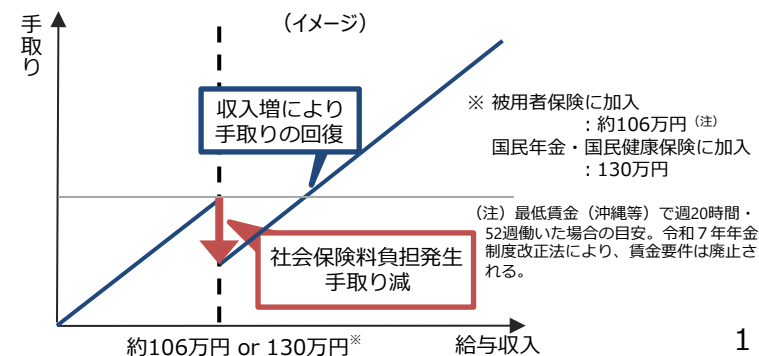 手取り
（イメージ）
収入増により
手取りの回復
社会保険料負担発生
手取り減
約106万円 or 130万円※
給与収入
※ 被用者保険に加入
：約106万円（注）
国民年金・国民健康保険に加入
：130万円
（注）最低賃金（沖縄等）で週20時間・
52週働いた場合の目安。令和７年年金
制度改正法により、賃金要件は廃止さ
れる。
1